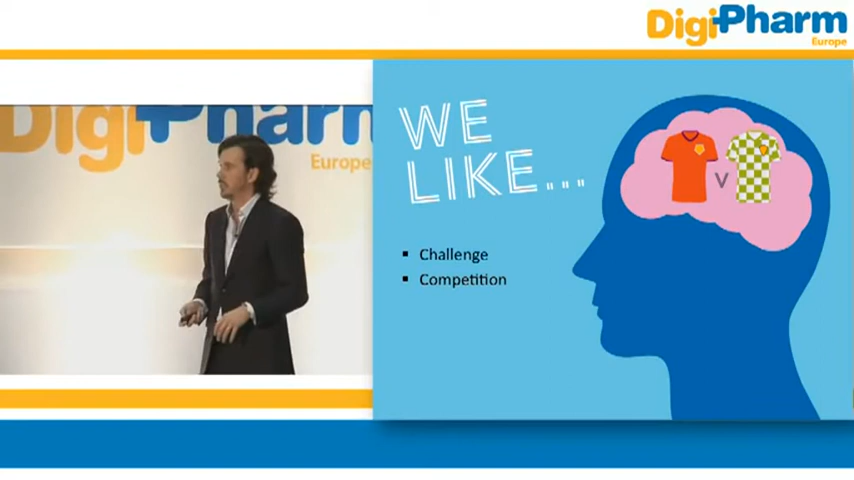 DigiPharm
Europe
DigiPharm
Europe
WE
LIKE...
Challenge
Competition
V